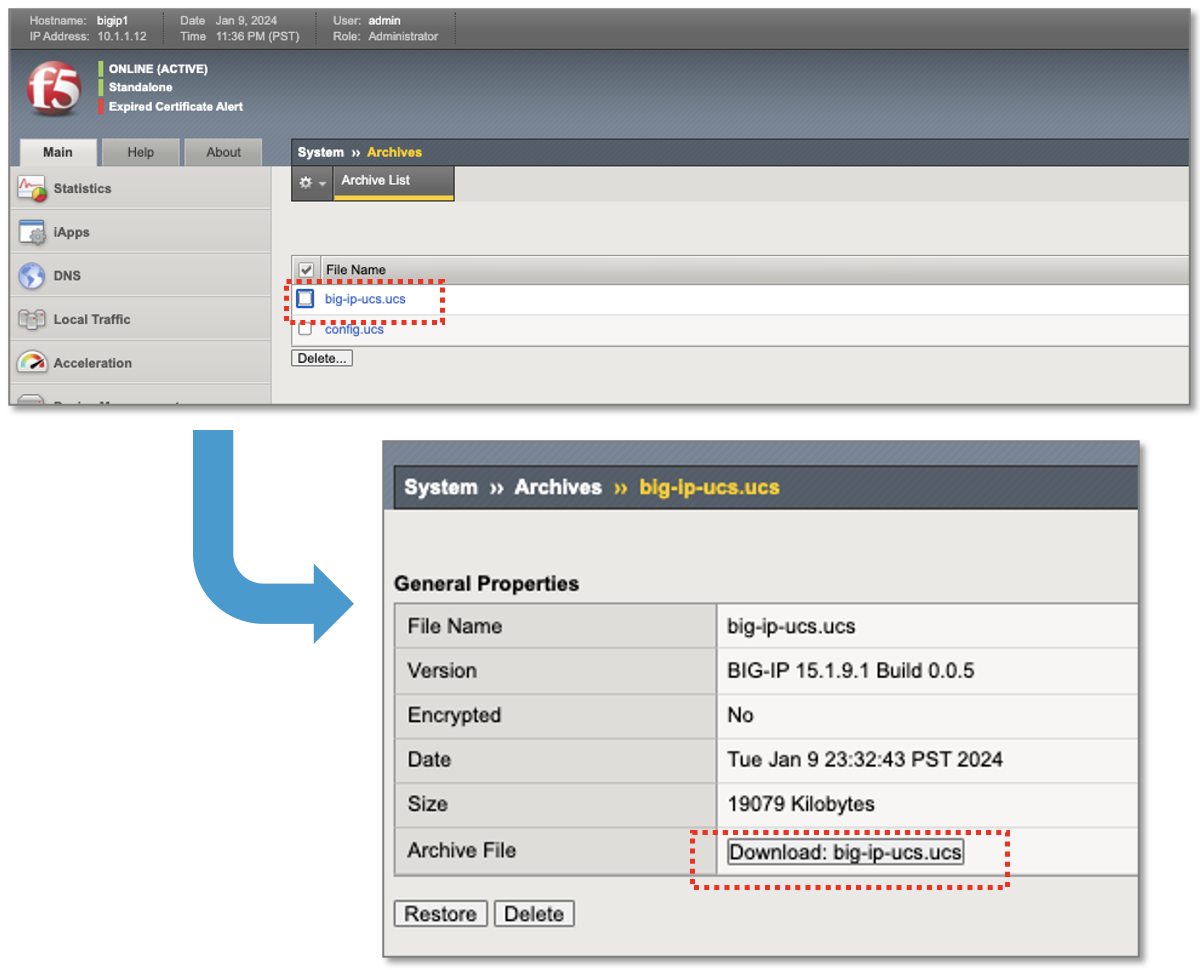 Hostname: bigip1 Date Jan 9, 2024 User: admin
IP Address: 10.1.1.12 Time 11:36 PM (PST) Role: Administrator
f5
ONLINE (ACTIVE)
Standalone
Expired Certificate Alert
Main Help About
System ›› Archives
Archive List
Statistics
iApps
DNS
Local Traffic
Acceleration
File Name
big-ip-ucs.ucs
config.ucs
Delete...
System ›› Archives ›› big-ip-ucs.ucs
General Properties
File Name big-ip-ucs.ucs
Version BIG-IP 15.1.9.1 Build 0.0.5
Encrypted No
Date Tue Jan 9 23:32:43 PST 2024
Size 19079 Kilobytes
Archive File Download: big-ip-ucs.ucs
Restore Delete